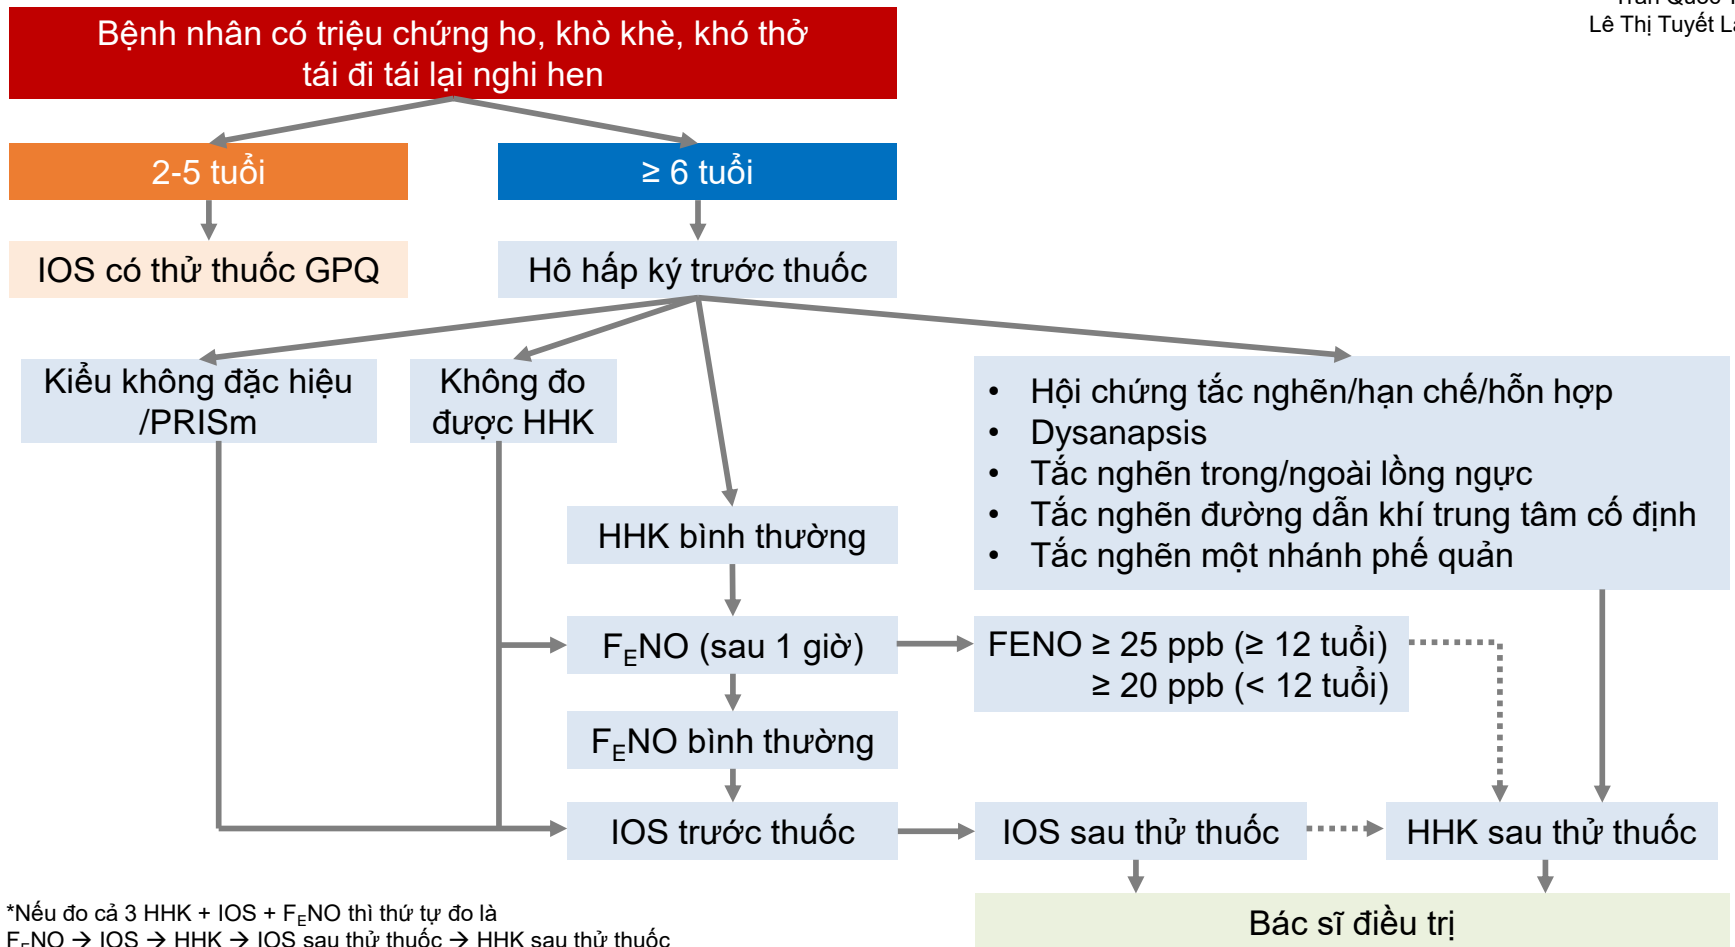 Trần Quốc
Lê Thị Tuyết
Bệnh nhân có triệu chứng ho, khò khè, khó thở
tái đi tái lại nghi hen
2-5 tuổi
≥ 6 tuổi
IOS có thử thuốc GPQ
Hô hấp ký trước thuốc
Kiểu không đặc hiệu
/PRISm
Không đo
được HHK
• Hội chứng tắc nghẽn/hạn chế/hỗn hợp
• Dysanapsis
• Tắc nghẽn trong/ngoài lồng ngực
• Tắc nghẽn đường dẫn khí trung tâm cố định
• Tắc nghẽn một nhánh phế quản
HHK bình thường
FENO (sau 1 giờ)
FENO ≥ 25 ppb (≥ 12 tuổi)
≥ 20 ppb (< 12 tuổi)
FENO bình thường
IOS trước thuốc
IOS sau thử thuốc
HHK sau thử thuốc
Bác sĩ điều trị
*Nếu đo cả 3 HHK + IOS + FENO thì thứ tự đo là
FENO → IOS → HHK → IOS sau thử thuốc → HHK sau thử thuốc